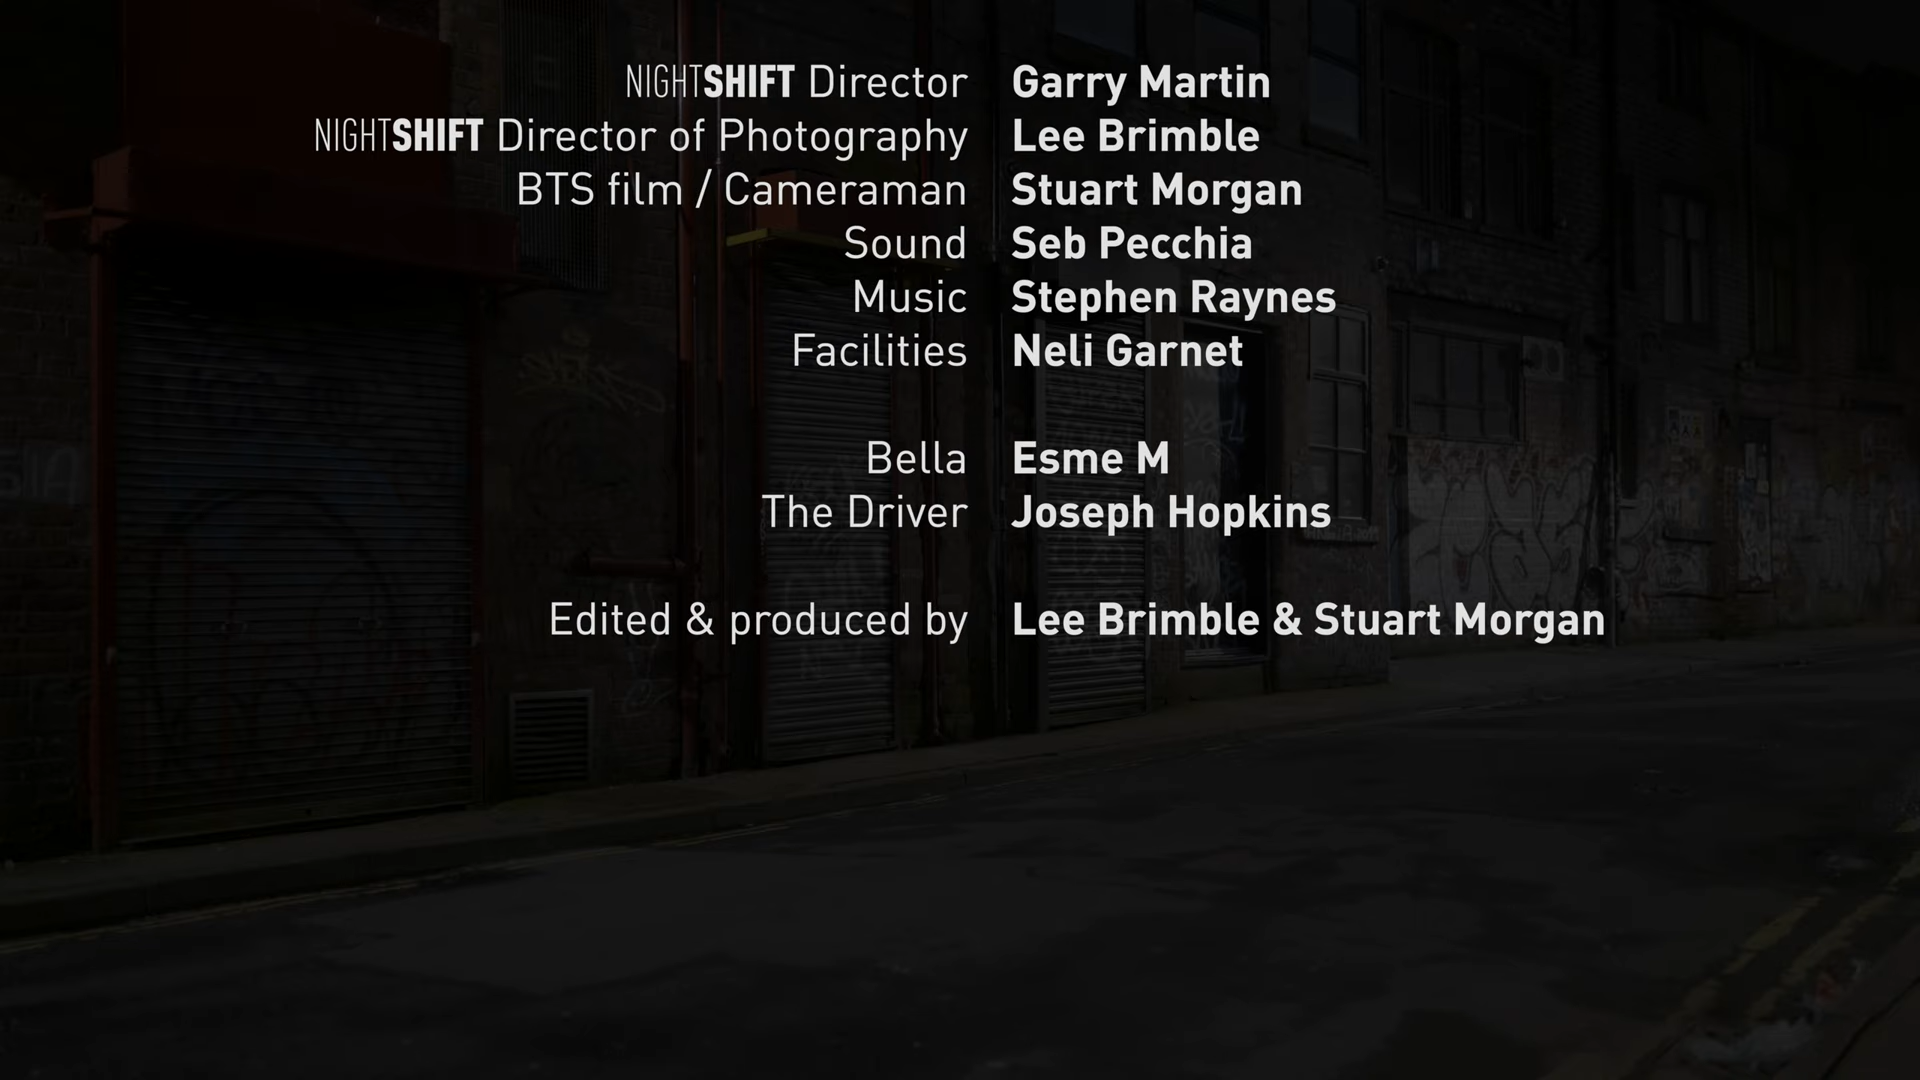 NIGHTSHIFT Director Garry Martin
NIGHTSHIFT Director of Photography Lee Brimble
BTS film / Cameraman Stuart Morgan
Sound Seb Pecchia
Music Stephen Raynes
Facilities Neli Garnet
Bella Esme M
The Driver Joseph Hopkins
Edited & produced by Lee Brimble & Stuart Morgan